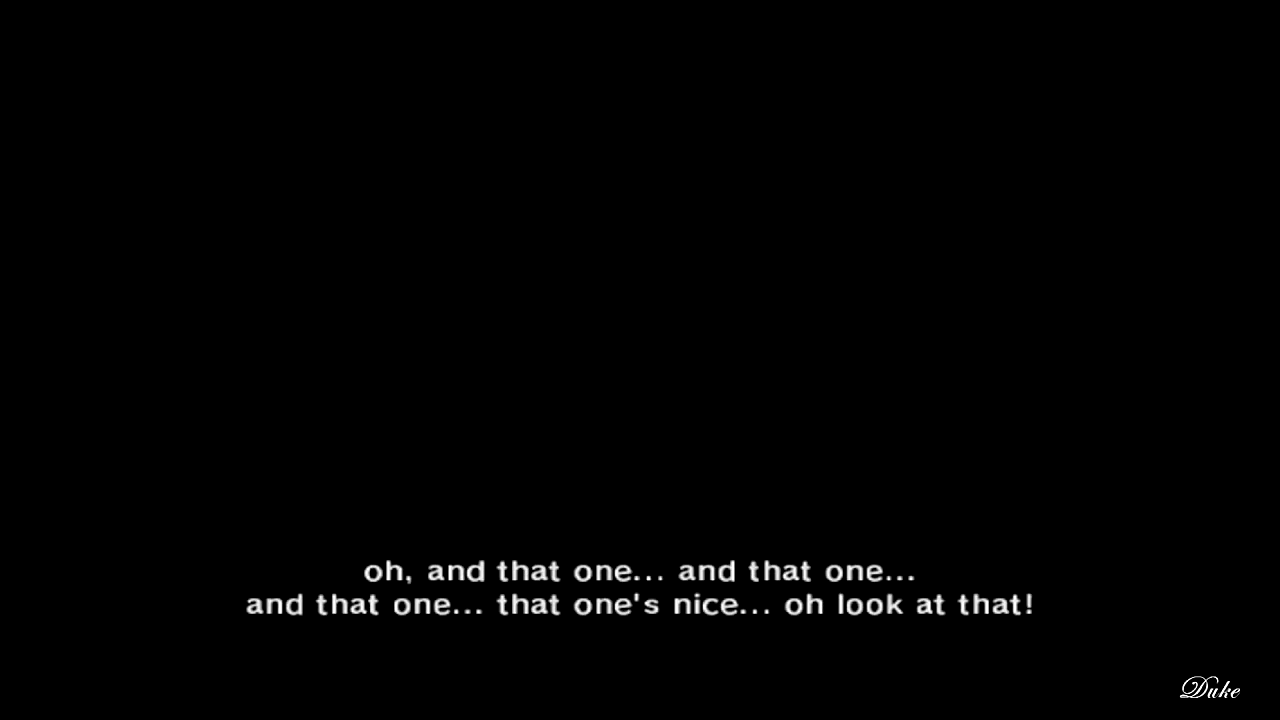 oh, and that one... and that one...
and that one... that one's nice... oh look at that!
Duke